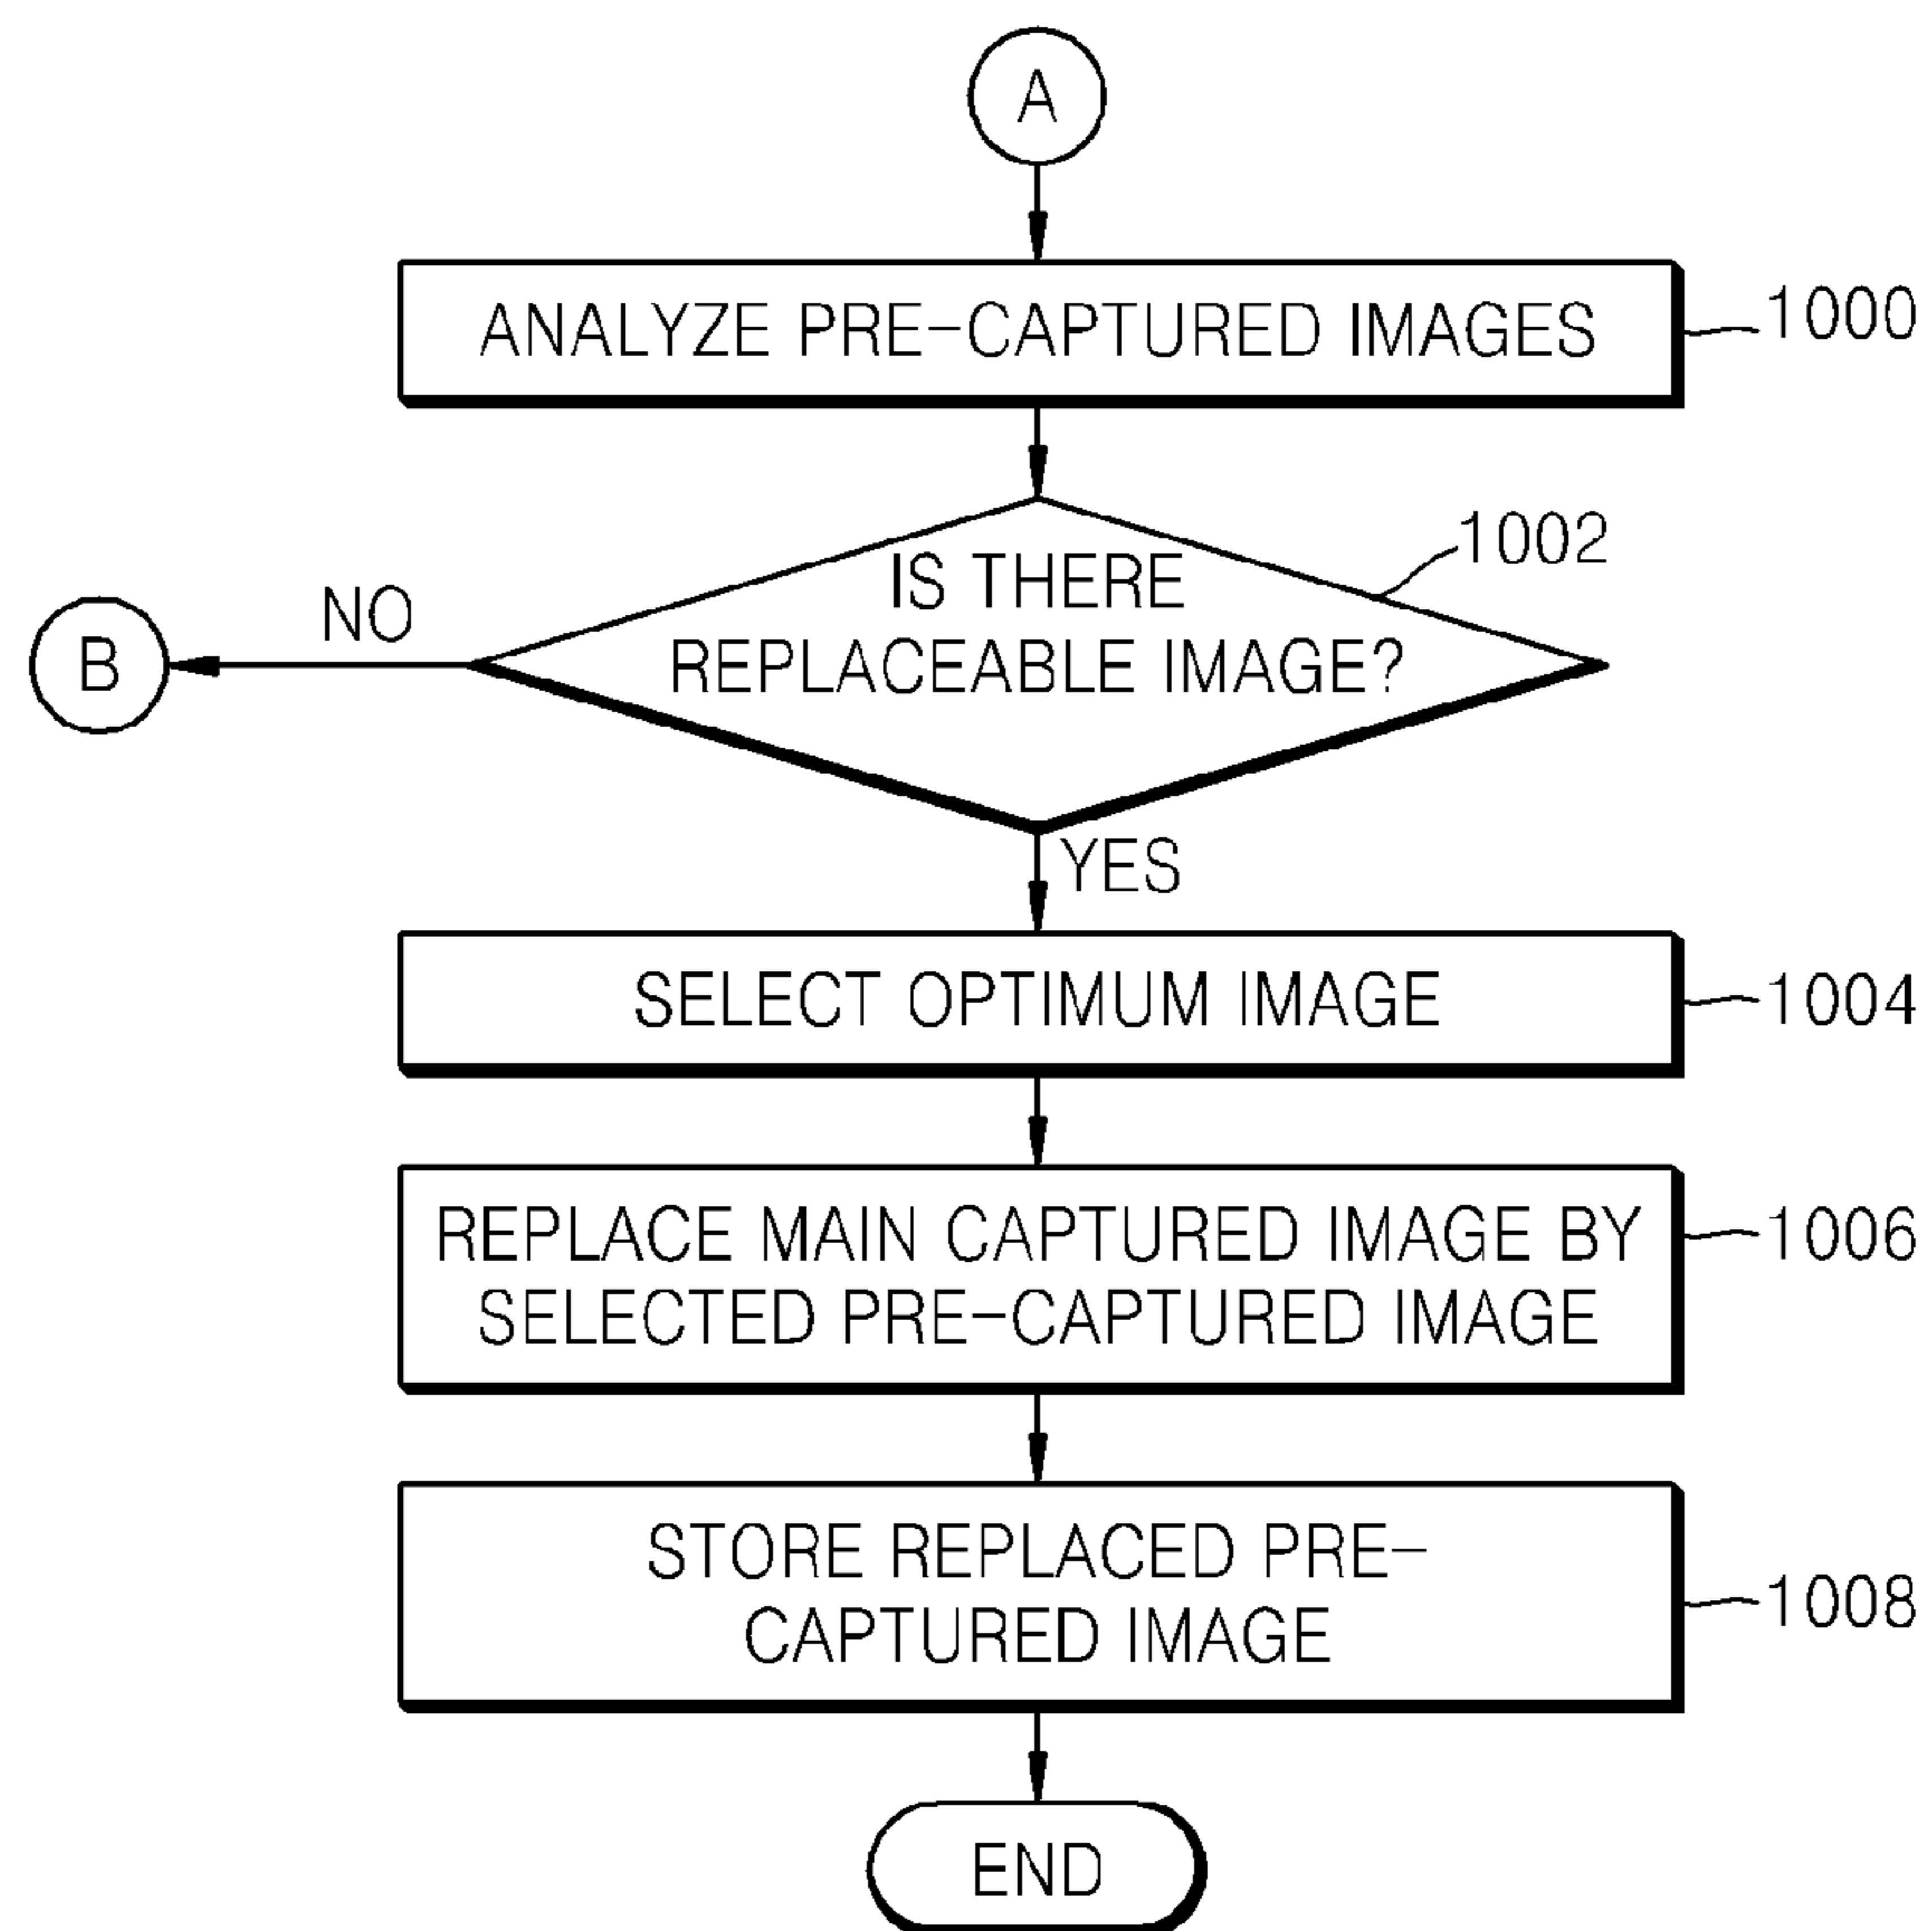 A
ANALYZE PRE-CAPTURED IMAGES
1000
IS THERE
REPLACEABLE IMAGE?
1002
NO
B
YES
SELECT OPTIMUM IMAGE
1004
REPLACE MAIN CAPTURED IMAGE BY
SELECTED PRE-CAPTURED IMAGE
1006
STORE REPLACED PRE-
CAPTURED IMAGE
1008
END